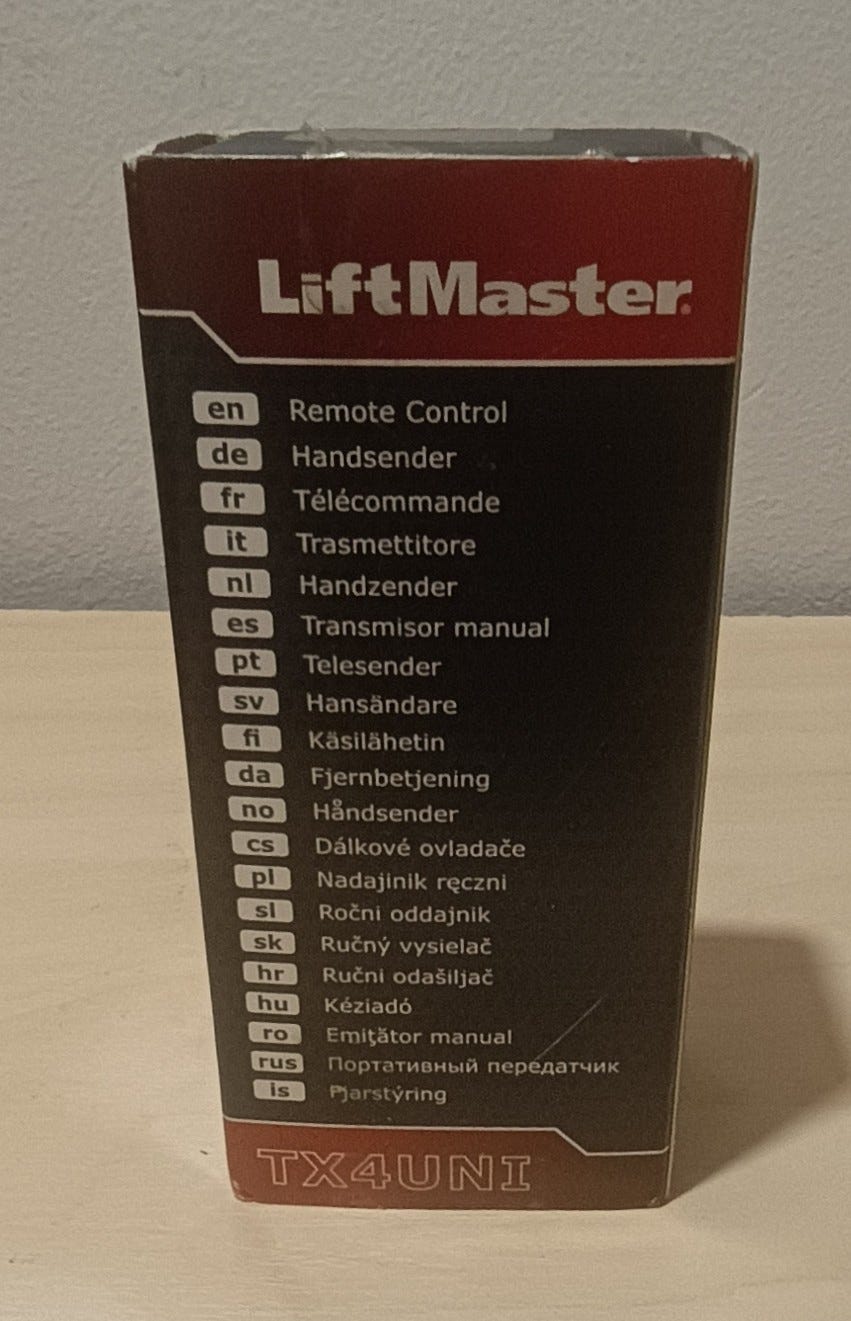 LiftMaster.
en Remote Control
de Handsender
fr Télécommande
it Trasmettitore
nl Handzender
es Transmisor manual
pt Telesender
sv Hansändare
fi Käsilähetin
da Fjernbetjening
no Håndsender
cs Dálkové ovladače
pl Nadajinik ręczni
sl Ročni oddajnik
sk Ručný vysielač
hr Ručni odašiljač
hu Kéziadó
ro Emiţător manual
rus Портативный передатчик
is Pjarstýring
TX4UNI